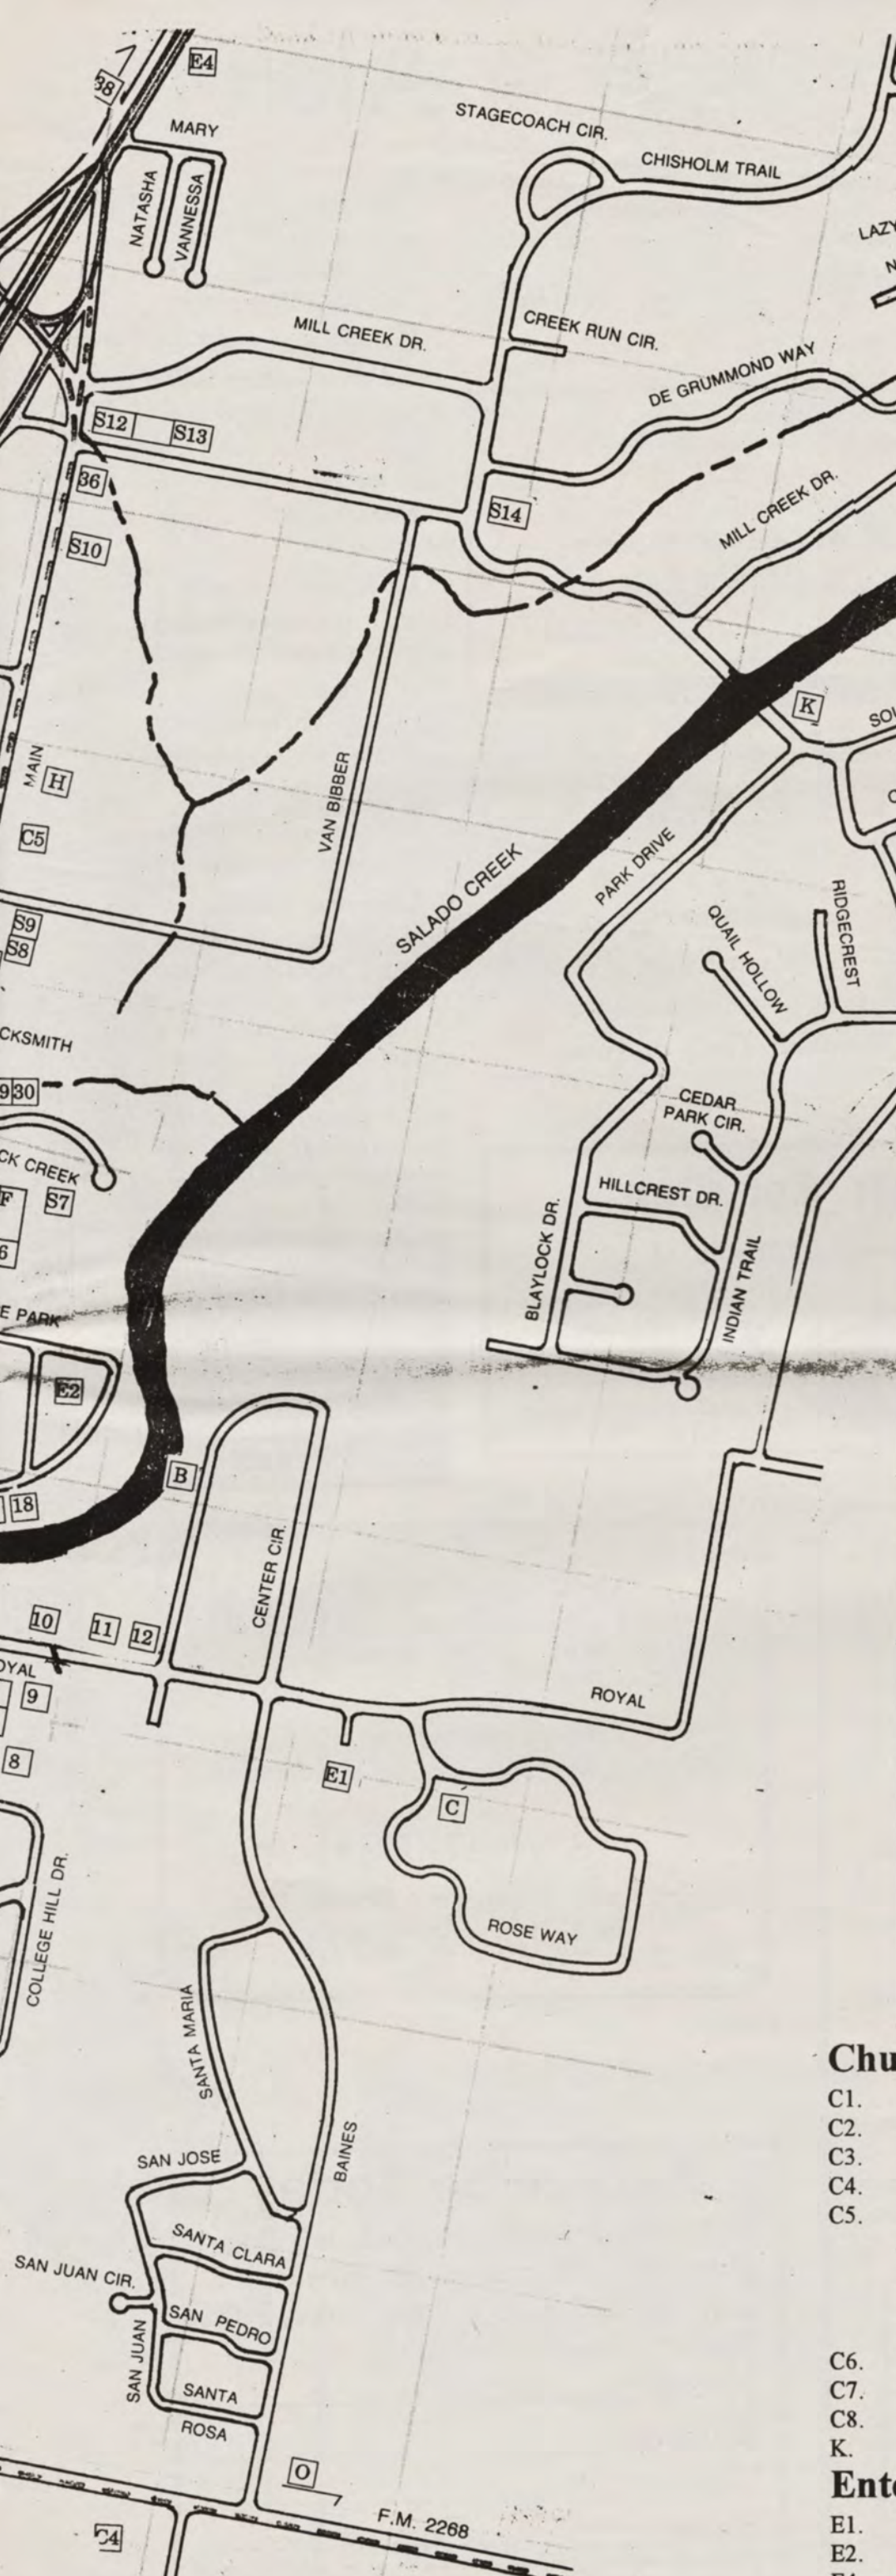 E4
38
MARY
STAGECOACH CIR.
CHISHOLM TRAIL
NATASHA
VANNESSA
LAZY
MILL CREEK DR.
CREEK RUN CIR.
DE GRUMMOND WAY
S12
S13
36
S14
MILL CREEK DR.
S10
K
MAIN
H
VAN BIBBER
C5
SALADO CREEK
PARK DRIVE
QUAIL HOLLOW
RIDGECREST
S9
S8
CKSMITH
9
30
CEDAR
PARK CIR.
CK CREEK
F
S7
HILLCREST DR.
6
BLAYLOCK DR.
INDIAN TRAIL
E PARK
E2
B
18
CENTER CIR.
10
11
12
OYAL
9
ROYAL
8
E1
C
COLLEGE HILL DR.
ROSE WAY
SANTA MARIA
Chu
C1.
C2.
C3.
C4.
C5.
BAINES
SAN JOSE
SANTA CLARA
SAN JUAN CIR.
SAN PEDRO
SAN JUAN
SANTA
ROSA
C6.
C7.
C8.
K.
Ent
O
F.M. 2268
E1.
E2.
C4